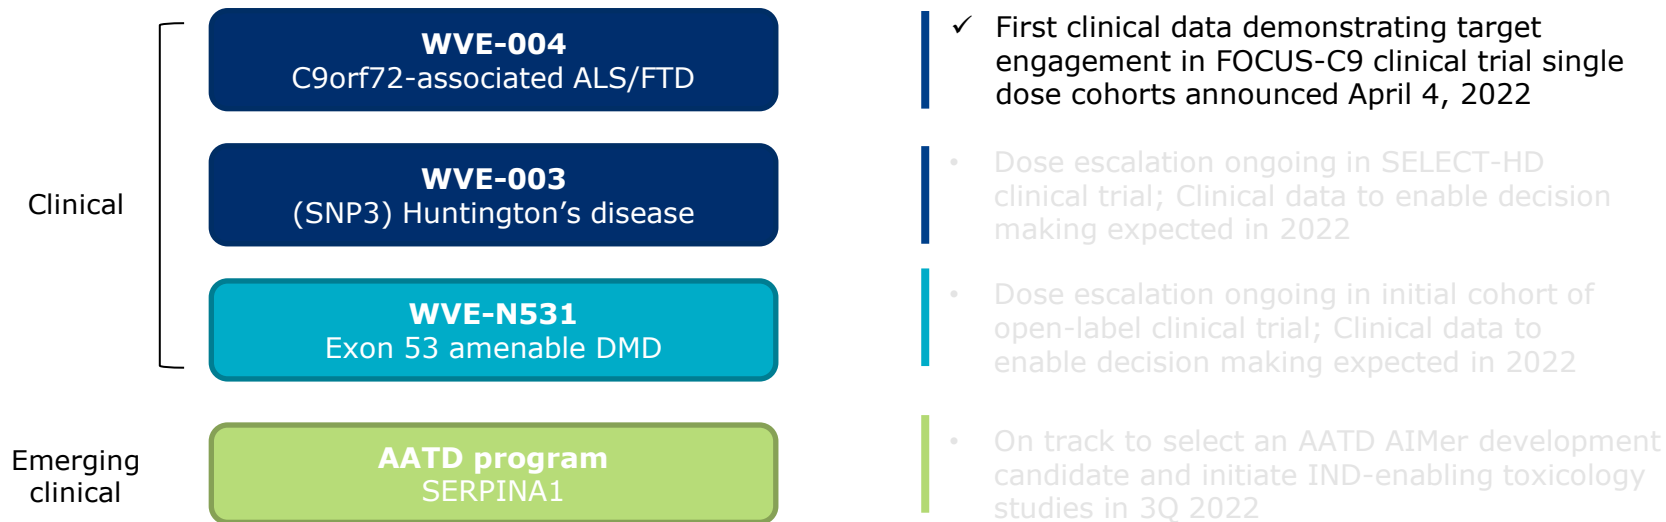 Clinical
WVE-004
C9orf72-associated ALS/FTD
✓ First clinical data demonstrating target
engagement in FOCUS-C9 clinical trial single
dose cohorts announced April 4, 2022
WVE-003
(SNP3) Huntington’s disease
• Dose escalation ongoing in SELECT-HD
clinical trial; Clinical data to enable decision
making expected in 2022
WVE-N531
Exon 53 amenable DMD
• Dose escalation ongoing in initial cohort of
open-label clinical trial; Clinical data to
enable decision making expected in 2022
Emerging
clinical
AATD program
SERPINA1
• On track to select an AATD AIMer development
candidate and initiate IND-enabling toxicology
studies in 3Q 2022